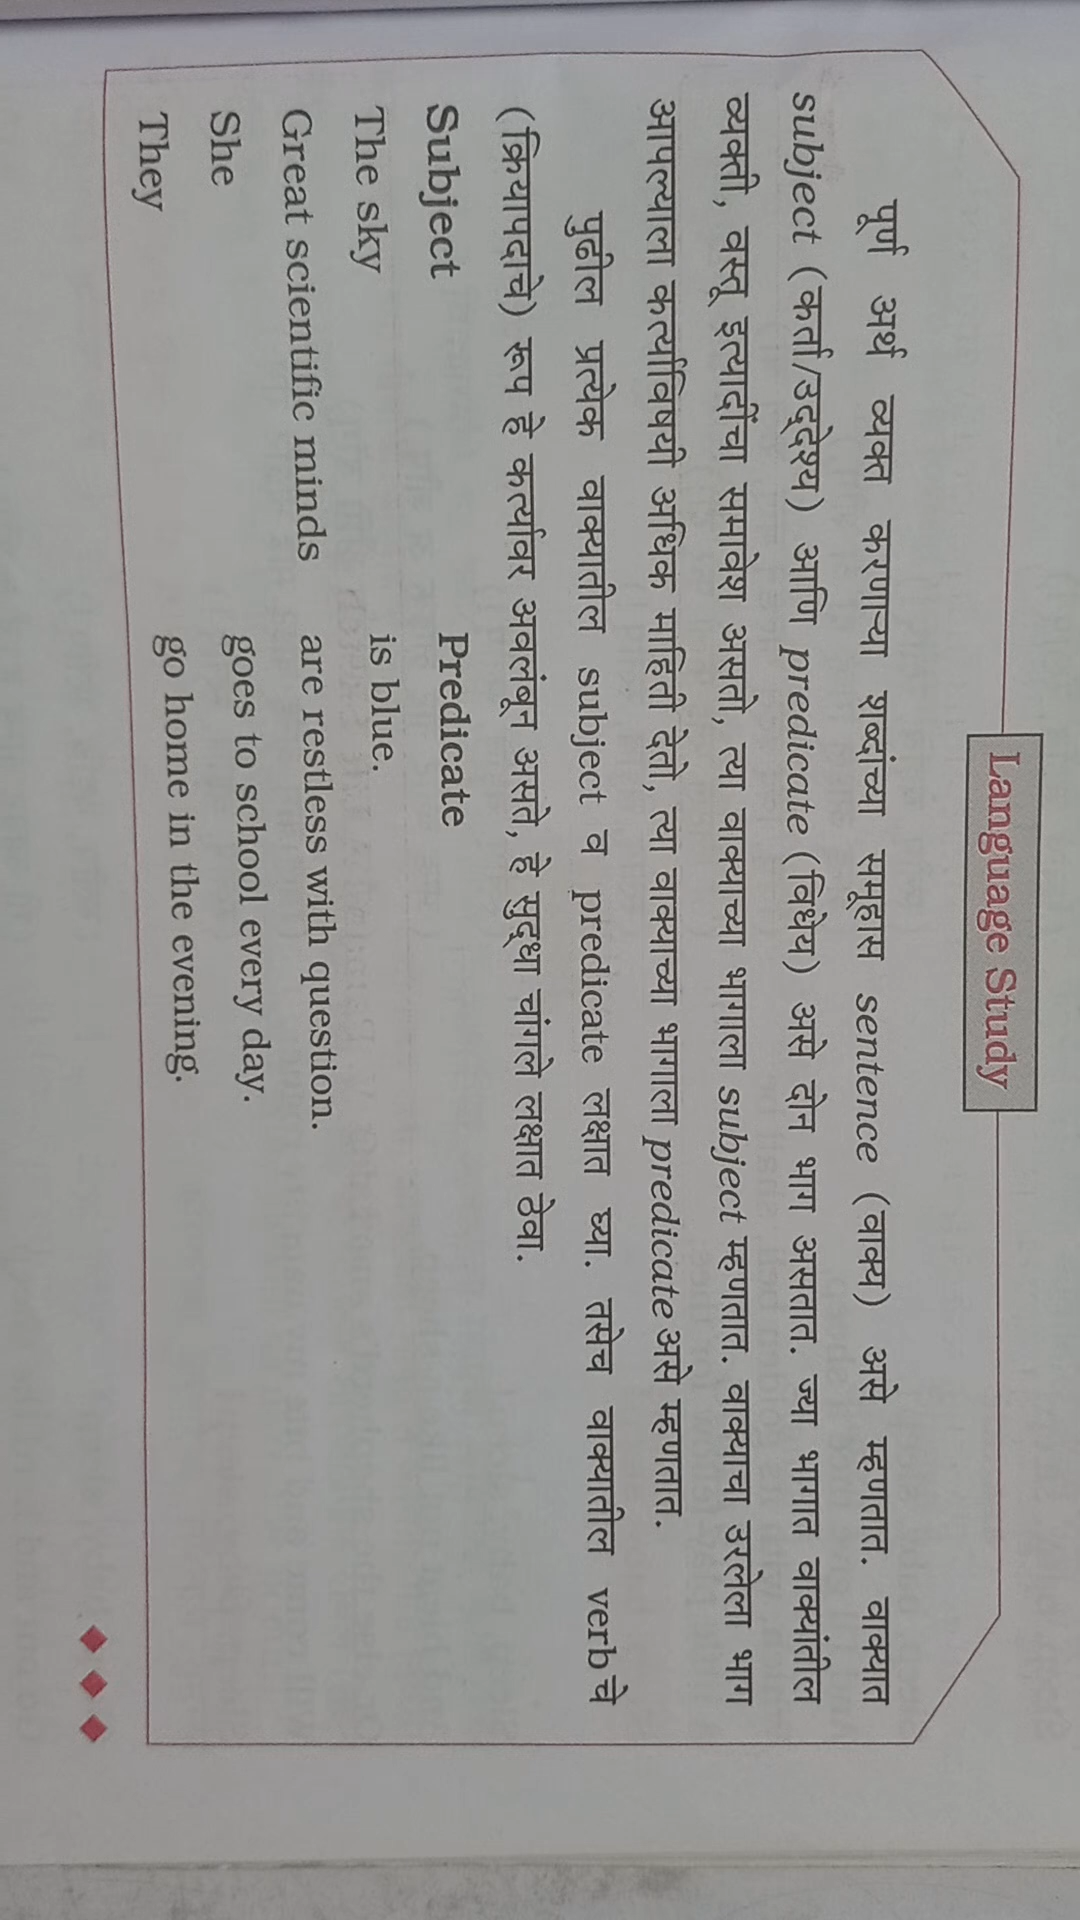 Language Study
पूर्ण अर्थ व्यक्त करणाऱ्या शब्दांच्या समूहास sentence (वाक्य) असे म्हणतात. वाक्यात
subject (कर्ता/उद्देश्य) आणि predicate (विधेय) असे दोन भाग असतात. ज्या भागात वाक्यांतील
व्यक्ती, वस्तू इत्यादींचा समावेश असतो, त्या वाक्याच्या भागाला subject म्हणतात. वाक्याचा उरलेला भाग
आपल्याला कर्त्याविषयी अधिक माहिती देतो, त्या वाक्याच्या भागाला predicate असे म्हणतात.
पुढील प्रत्येक वाक्यातील subject व predicate लक्षात घ्या. तसेच वाक्यातील verb चे
(क्रियापदाचे) रूप हे कर्त्यावर अवलंबून असते, हे सुद्धा चांगले लक्षात ठेवा.
Subject Predicate
The sky is blue.
Great scientific minds are restless with question.
She goes to school every day.
They go home in the evening.